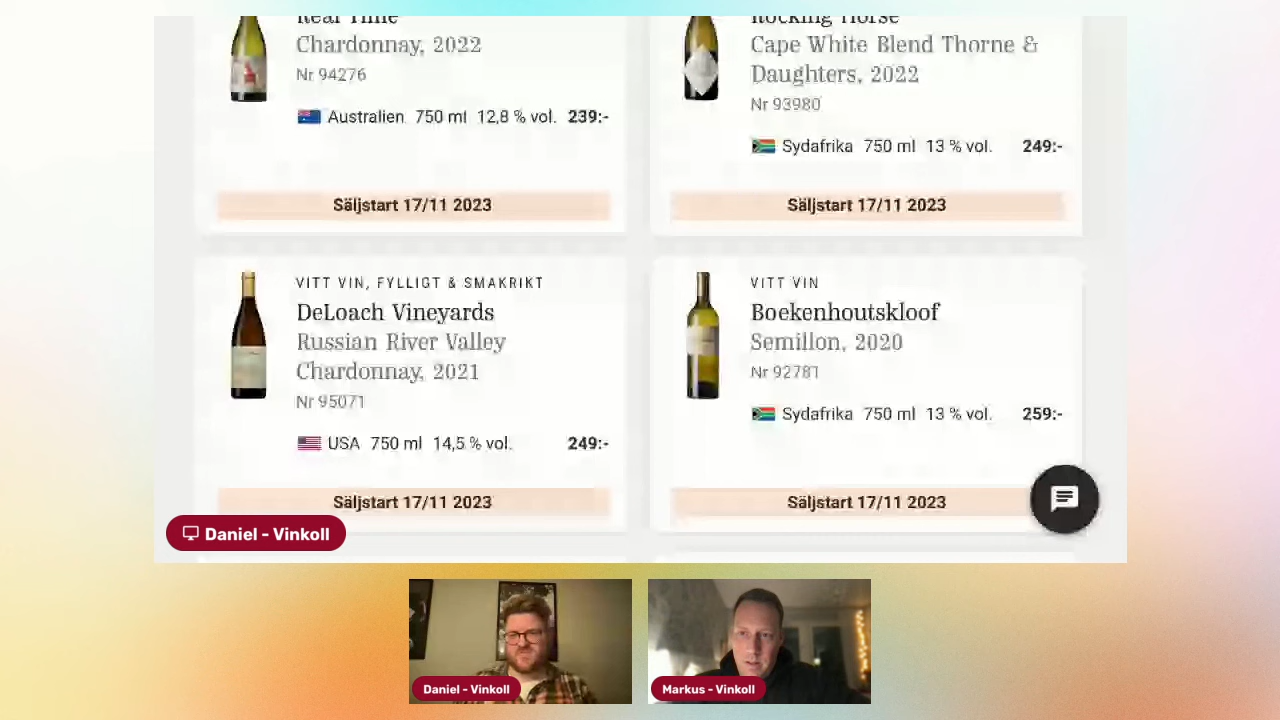 Real Time
Chardonnay, 2022
Nr 94276
Australien 750 ml 12,8 % vol. 239:-
Säljstart 17/11 2023
Rocking Horse
Cape White Blend Thorne &
Daughters, 2022
Nr 93980
Sydafrika 750 ml 13 % vol. 249:-
Säljstart 17/11 2023
VITT VIN, FYLLIGT & SMAKRIKT
DeLoach Vineyards
Russian River Valley
Chardonnay, 2021
Nr 95071
USA 750 ml 14,5 % vol. 249:-
Säljstart 17/11 2023
VITT VIN
Boekenhoutskloof
Semillon, 2020
Nr 92781
Sydafrika 750 ml 13 % vol. 259:-
Säljstart 17/11 2023
Daniel - Vinkoll
Daniel - Vinkoll
Markus - Vinkoll